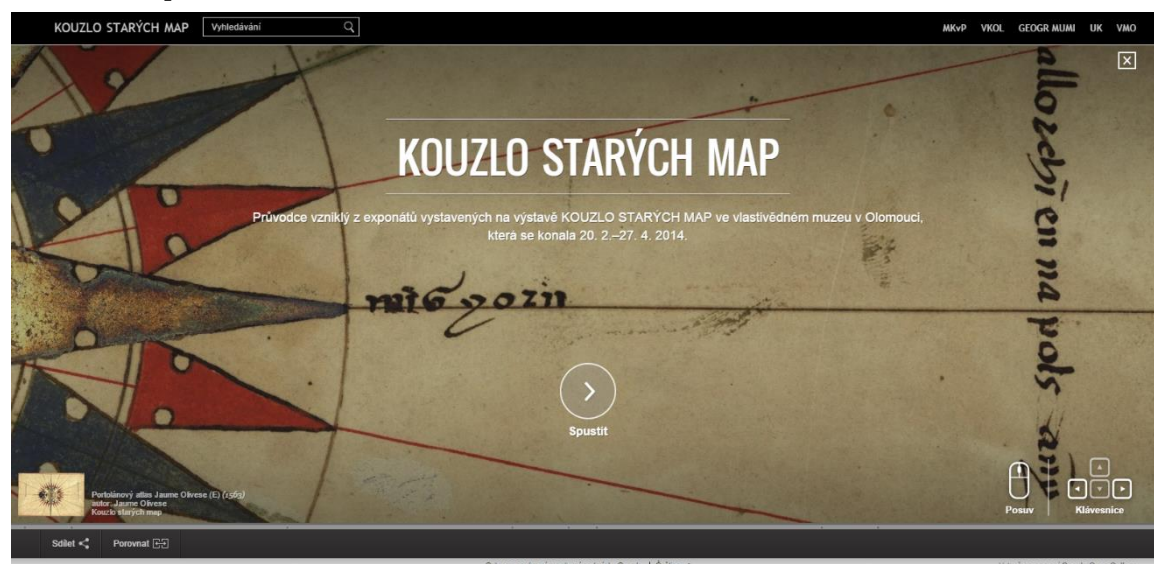 KOUZLO STARÝCH MAP
Vyhledávání
MKvP VKOL GEOGR MUMI UK VMO
KOUZLO STARÝCH MAP
Průvodce vzniklý z exponátů vystavených na výstavě KOUZLO STARÝCH MAP ve vlastivědném muzeu v Olomouci,
která se konala 20. 2.–27. 4. 2014.
Spustit
Portolánový atlas Jaume Olivese (E) (1563)
autor: Jaume Olivese
Kouzlo starých map
Posuv
Klávesnice
Sdílet
Porovnat